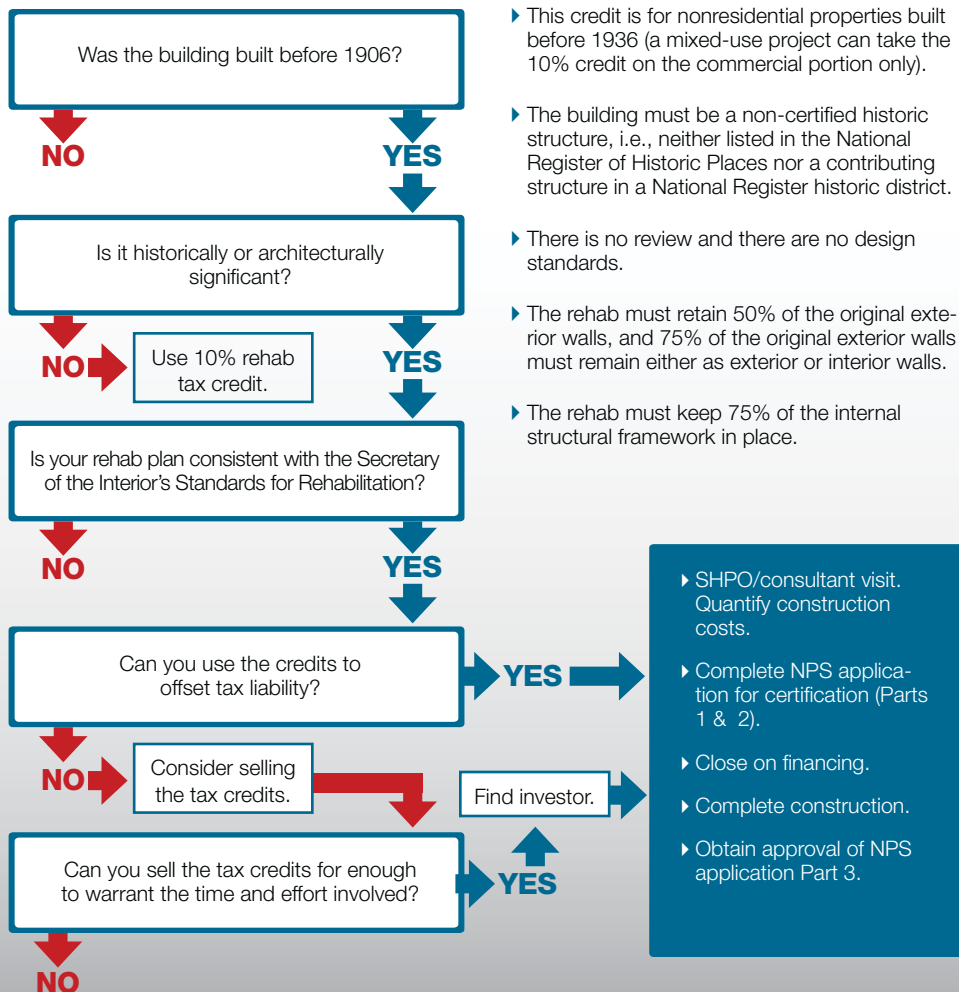 Was the building built before 1906?
NO
YES
Is it historically or architecturally
significant?
NO
Use 10% rehab
tax credit.
YES
Is your rehab plan consistent with the Secretary
of the Interior’s Standards for Rehabilitation?
NO
YES
Can you use the credits to
offset tax liability?
YES
NO
Consider selling
the tax credits.
Find investor.
Can you sell the tax credits for enough
to warrant the time and effort involved?
YES
NO
This credit is for nonresidential properties built
before 1936 (a mixed-use project can take the
10% credit on the commercial portion only).
The building must be a non-certified historic
structure, i.e., neither listed in the National
Register of Historic Places nor a contributing
structure in a National Register historic district.
There is no review and there are no design
standards.
The rehab must retain 50% of the original exte-
rior walls, and 75% of the original exterior walls
must remain either as exterior or interior walls.
The rehab must keep 75% of the internal
structural framework in place.
SHPO/consultant visit.
Quantify construction
costs.
Complete NPS applica-
tion for certification (Parts
1 & 2).
Close on financing.
Complete construction.
Obtain approval of NPS
application Part 3.